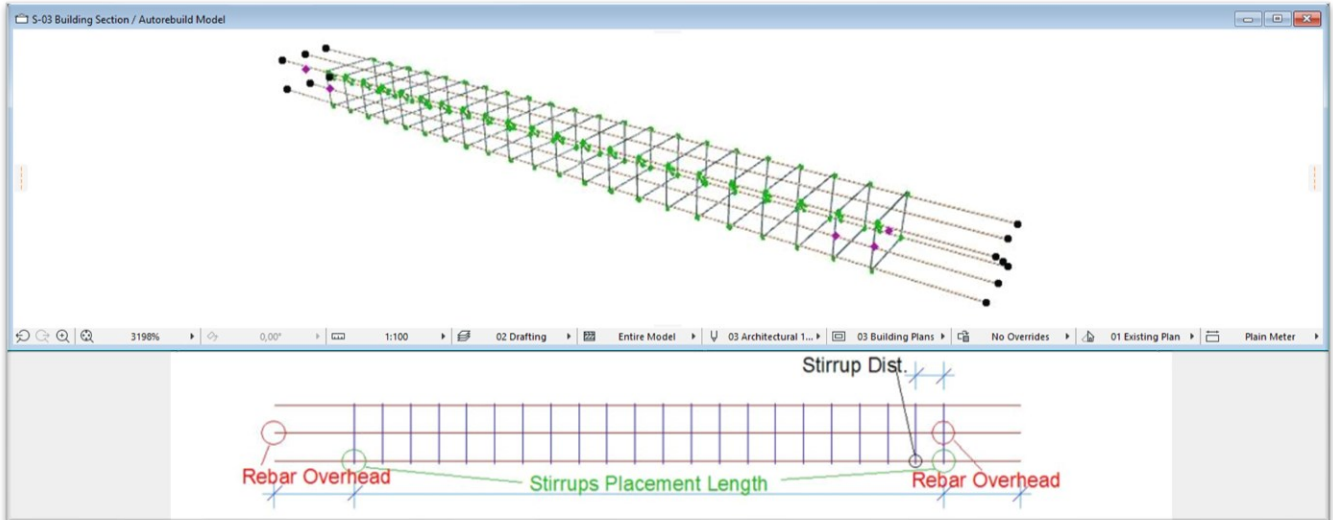 S-03 Building Section / Autorebuild Model
3198% 0,00° 1:100 02 Drafting Entire Model 03 Architectural 1... 03 Building Plans No Overrides 01 Existing Plan Plain Meter
Stirrup Dist.
Rebar Overhead Stirrups Placement Length Rebar Overhead